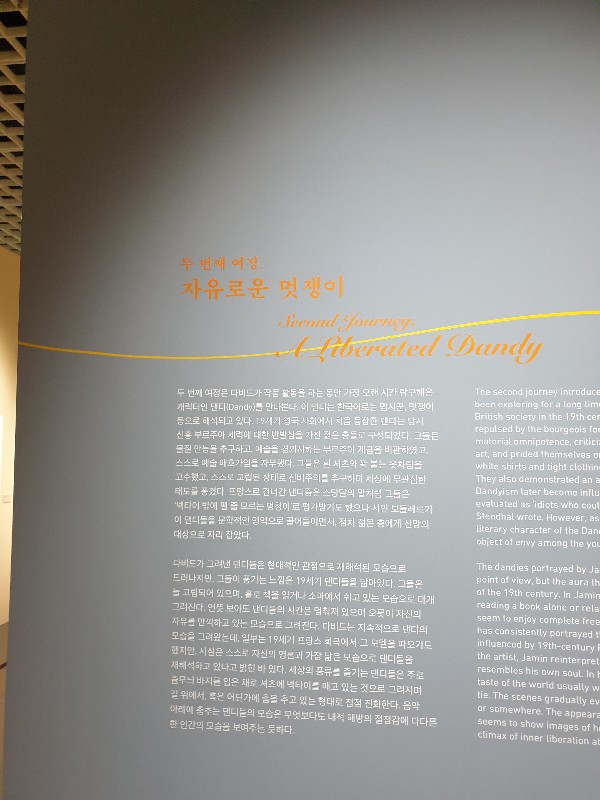 두 번째 여정.
자유로운 멋쟁이
Second Journey.
A Liberated Dandy
두 번째 여정은 다비드가 작품 활동을 하는 동안 가장 오랜 시간 탐구해온
캐릭터인 댄디(Dandy)를 만나본다. 이 댄디는 한국어로는 맵시꾼, 멋쟁이
등으로 해석되고 있다. 19세기 영국 사회에서 처음 등장한 댄디는 당시
신흥 부르주아 세력에 대한 반발심을 가진 젊은 층들로 구성되었다. 그들은
물질 만능을 추구하고, 예술을 경시하는 부르주아 계급을 비판하였고,
스스로 예술 애호가임을 자부했다. 그들은 흰 셔츠와 꽉 붙는 옷차림을
고수했고, 스스로 고립된 상태로 신비주의를 추구하며 세상에 무관심한
태도를 풍겼다. 프랑스로 건너간 댄디즘은 스탕달의 말처럼 그들은
'넥타이 밖에 맬 줄 모르는 멍청이'로 평가받기도 했으나 시인 보들레르가
이 댄디들을 문학적인 영역으로 끌어들이면서, 점차 젊은 층에게 선망의
대상으로 자리 잡았다.
다비드가 그려낸 댄디들은 현대적인 관점으로 재해석된 모습으로
드러나지만, 그들이 풍기는 느낌은 19세기 댄디들을 닮아있다. 그들은
늘 고립되어 있으며, 홀로 책을 읽거나 소파에서 쉬고 있는 모습으로 대개
그려진다. 언뜻 보아도 댄디들의 시간은 멈춰져 있으며 오롯이 자신의
자유를 만끽하고 있는 모습으로 그려진다. 다비드는 지속적으로 댄디의
모습을 그려왔는데, 일부는 19세기 프랑스 희곡에서 그 모델을 따오기도
했지만, 사실은 스스로 자신의 영혼과 가장 닮은 모습으로 댄디들을
재해석하고 있다고 밝힌 바 있다. 세상의 풍류를 즐기는 댄디들은 주로
줄무늬 바지를 입은 채로 셔츠에 넥타이를 매고 있는 것으로 그려지며
길 위에서, 혹은 어딘가에 춤을 추고 있는 형태로 점점 진화한다. 음악
아래에 춤추는 댄디들의 모습은 무엇보다도 내적 해방의 절정감에 다다른
한 인간의 모습을 보여주는 듯하다.
The second journey introduce
been exploring for a long time
British society in the 19th cen
repulsed by the bourgeois fo
material omnipotence, critici
art, and prided themselves o
white shirts and tight clothin
They also demonstrated an a
Dandyism later become influ
evaluated as 'idiots who coul
Stendhal wrote. However, as
literary character of the Dan
object of envy among the you
The dandies portrayed by Ja
point of view, but the aura th
of the 19th century. In Jamin
reading a book alone or rela
seem to enjoy complete free
has consistently portrayed t
influenced by 19th-century
the artist, Jamin reinterpret
resembles his own soul. In h
taste of the world usually w
tie. The scenes gradually ev
or somewhere. The appeara
seems to show images of h
climax of inner liberation a